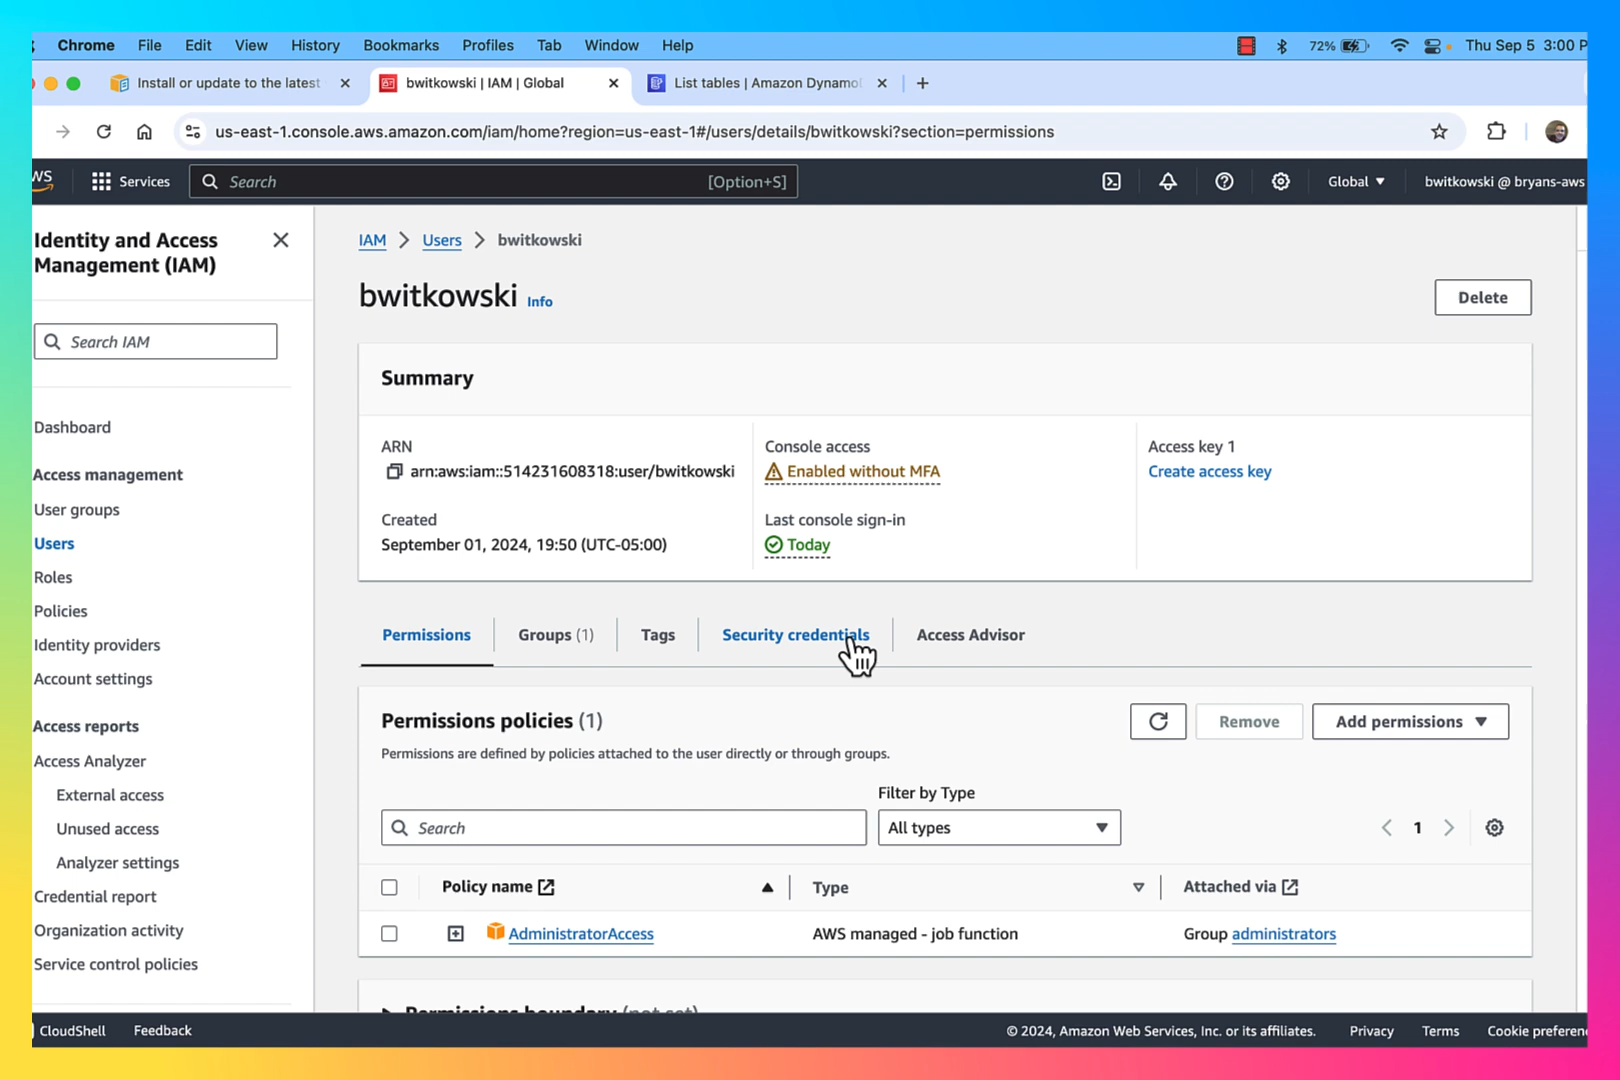 Chrome File Edit View History Bookmarks Profiles Tab Window Help 72% Thu Sep 5 3:00 P
Install or update to the latest bwitkowski | IAM | Global List tables | Amazon Dynamo
us-east-1.console.aws.amazon.com/iam/home?region=us-east-1#/users/details/bwitkowski?section=permissions
Services Search [Option+S] Global bwitkowski @ bryans-aws
Identity and Access
Management (IAM)
Search IAM
Dashboard
Access management
User groups
Users
Roles
Policies
Identity providers
Account settings
Access reports
Access Analyzer
External access
Unused access
Analyzer settings
Credential report
Organization activity
Service control policies
IAM > Users > bwitkowski
bwitkowski Info
Delete
Summary
ARN
arn:aws:iam::514231608318:user/bwitkowski
Created
September 01, 2024, 19:50 (UTC-05:00)
Console access
Enabled without MFA
Last console sign-in
Today
Access key 1
Create access key
Permissions Groups (1) Tags Security credentials Access Advisor
Permissions policies (1)
Remove Add permissions
Permissions are defined by policies attached to the user directly or through groups.
Filter by Type
Search All types 1
Policy name Type Attached via
AdministratorAccess AWS managed - job function Group administrators
Permissions boundary (not set)
CloudShell Feedback © 2024, Amazon Web Services, Inc. or its affiliates. Privacy Terms Cookie preferen